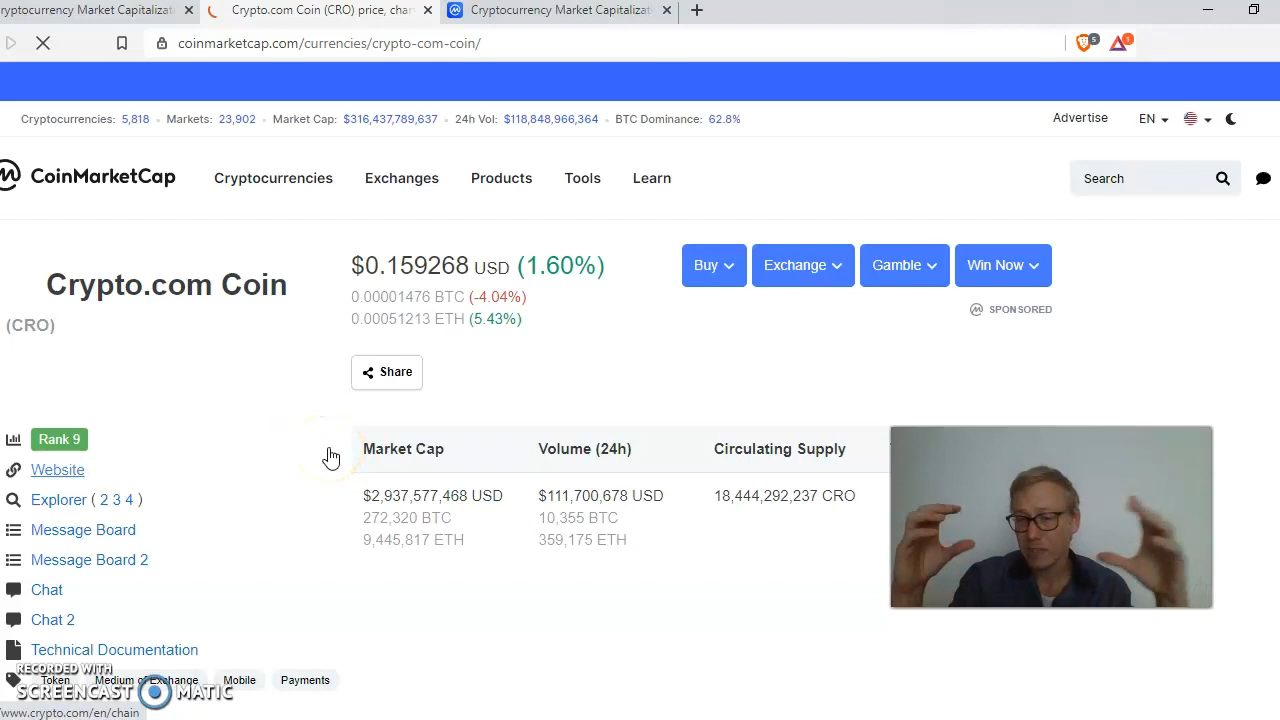 ryptocurrency Market Capitalizat
Crypto.com Coin (CRO) price, char
Cryptocurrency Market Capitalizati
coinmarketcap.com/currencies/crypto-com-coin/
5
1
Cryptocurrencies: 5,818 Markets: 23,902 Market Cap: $316,437,789,637 24h Vol: $118,848,966,364 BTC Dominance: 62.8%
Advertise
EN
CoinMarketCap
Cryptocurrencies
Exchanges
Products
Tools
Learn
Search
Crypto.com Coin
(CRO)
$0.159268 USD (1.60%)
0.00001476 BTC (-4.04%)
0.00051213 ETH (5.43%)
Buy
Exchange
Gamble
Win Now
SPONSORED
Share
Rank 9
Website
Explorer ( 2 3 4 )
Message Board
Message Board 2
Chat
Chat 2
Technical Documentation
Token
Medium of Exchange
Mobile
Payments
Market Cap
Volume (24h)
Circulating Supply
$2,937,577,468 USD
$111,700,678 USD
18,444,292,237 CRO
272,320 BTC
10,355 BTC
9,445,817 ETH
359,175 ETH
RECORDED WITH
SCREENCAST MATIC
/www.crypto.com/en/chain